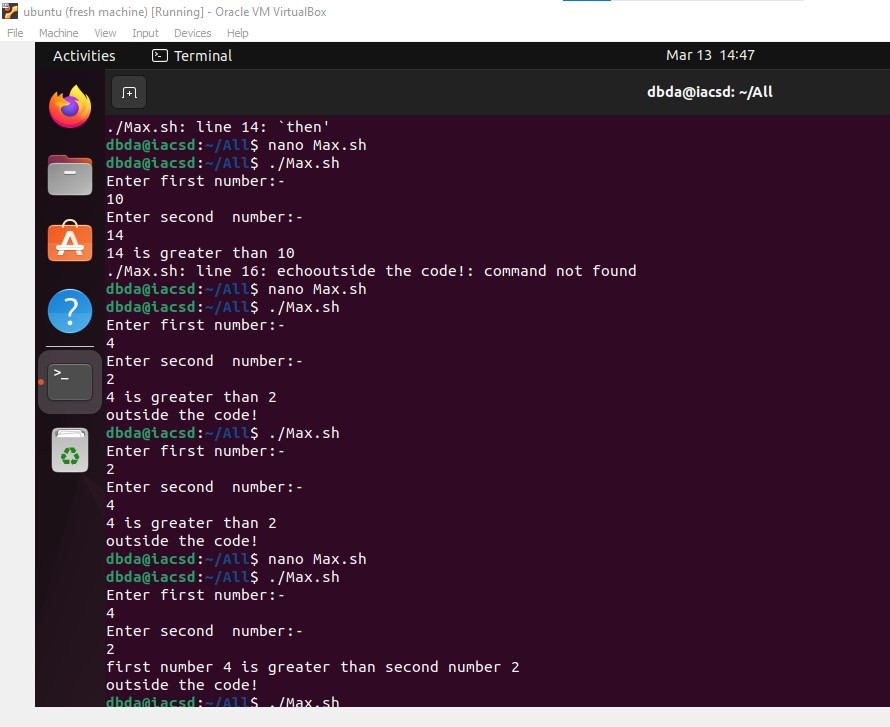 ubuntu (fresh machine) [Running] - Oracle VM VirtualBox
File Machine View Input Devices Help
Activities Terminal Mar 13 14:47
dbda@iacsd: ~/All
./Max.sh: line 14: `then'
dbda@iacsd:~/All$ nano Max.sh
dbda@iacsd:~/All$ ./Max.sh
Enter first number:-
10
Enter second  number:-
14
14 is greater than 10
./Max.sh: line 16: echooutside the code!: command not found
dbda@iacsd:~/All$ nano Max.sh
dbda@iacsd:~/All$ ./Max.sh
Enter first number:-
4
Enter second  number:-
2
4 is greater than 2
outside the code!
dbda@iacsd:~/All$ ./Max.sh
Enter first number:-
2
Enter second  number:-
4
4 is greater than 2
outside the code!
dbda@iacsd:~/All$ nano Max.sh
dbda@iacsd:~/All$ ./Max.sh
Enter first number:-
4
Enter second  number:-
2
first number 4 is greater than second number 2
outside the code!
dbda@iacsd:~/All$ ./Max.sh